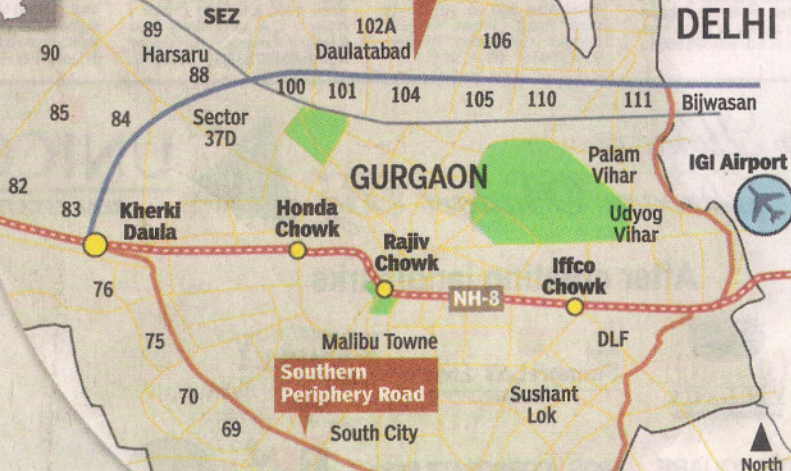 SEZ
DELHI
89
102A
90
Harsaru
Daulatabad
106
88
100
101
104
105
110
111
Bijwasan
85
84
Sector
37D
GURGAON
Palam
Vihar
IGI Airport
82
83
Kherki
Daula
Honda
Chowk
Udyog
Vihar
Rajiv
Chowk
Iffco
Chowk
76
NH-8
75
Malibu Towne
DLF
Southern
Periphery Road
70
Sushant
Lok
69
South City
North